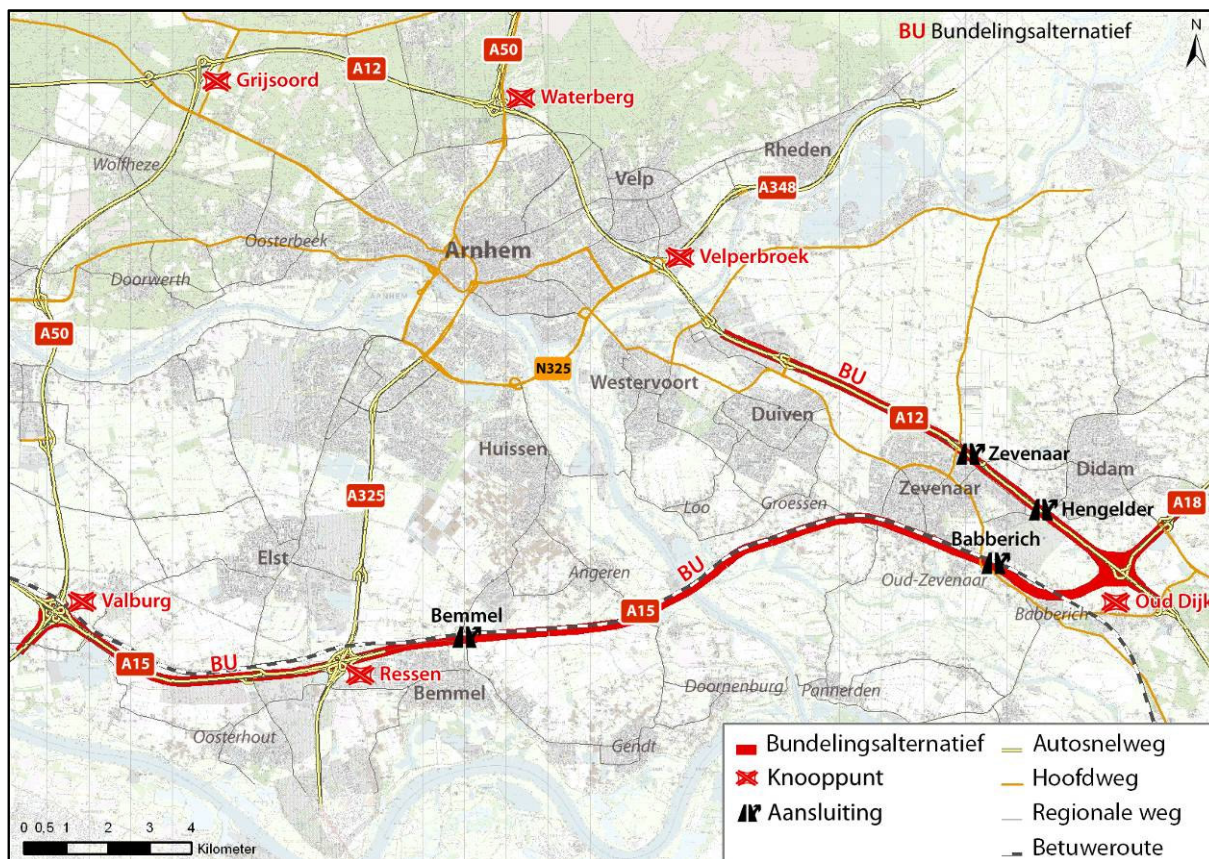 BU Bundelingsalternatief
N
A50
A12
Grijsoord
Waterberg
Wolfheze
Rheden
Velp
A348
Oosterbeek
Arnhem
Velperbroek
Doorwerth
A50
N325
BU
Westervoort
Duiven
A12
Huissen
Zevenaar
Didam
A325
Zevenaar
Loo
Groessen
Hengelder
A18
Babberich
Elst
BU
Angeren
Oud-Zevenaar
Valburg
Bemmel
A15
Babberich
Oud Dijk
A15
BU
Ressen
Bemmel
Doornenburg
Pannerden
Oosterhout
Gendt
Bundelingsalternatief
Knooppunt
Aansluiting
Autosnelweg
Hoofdweg
Regionale weg
Betuweroute
0 0,5 1 2 3 4
Kilometer